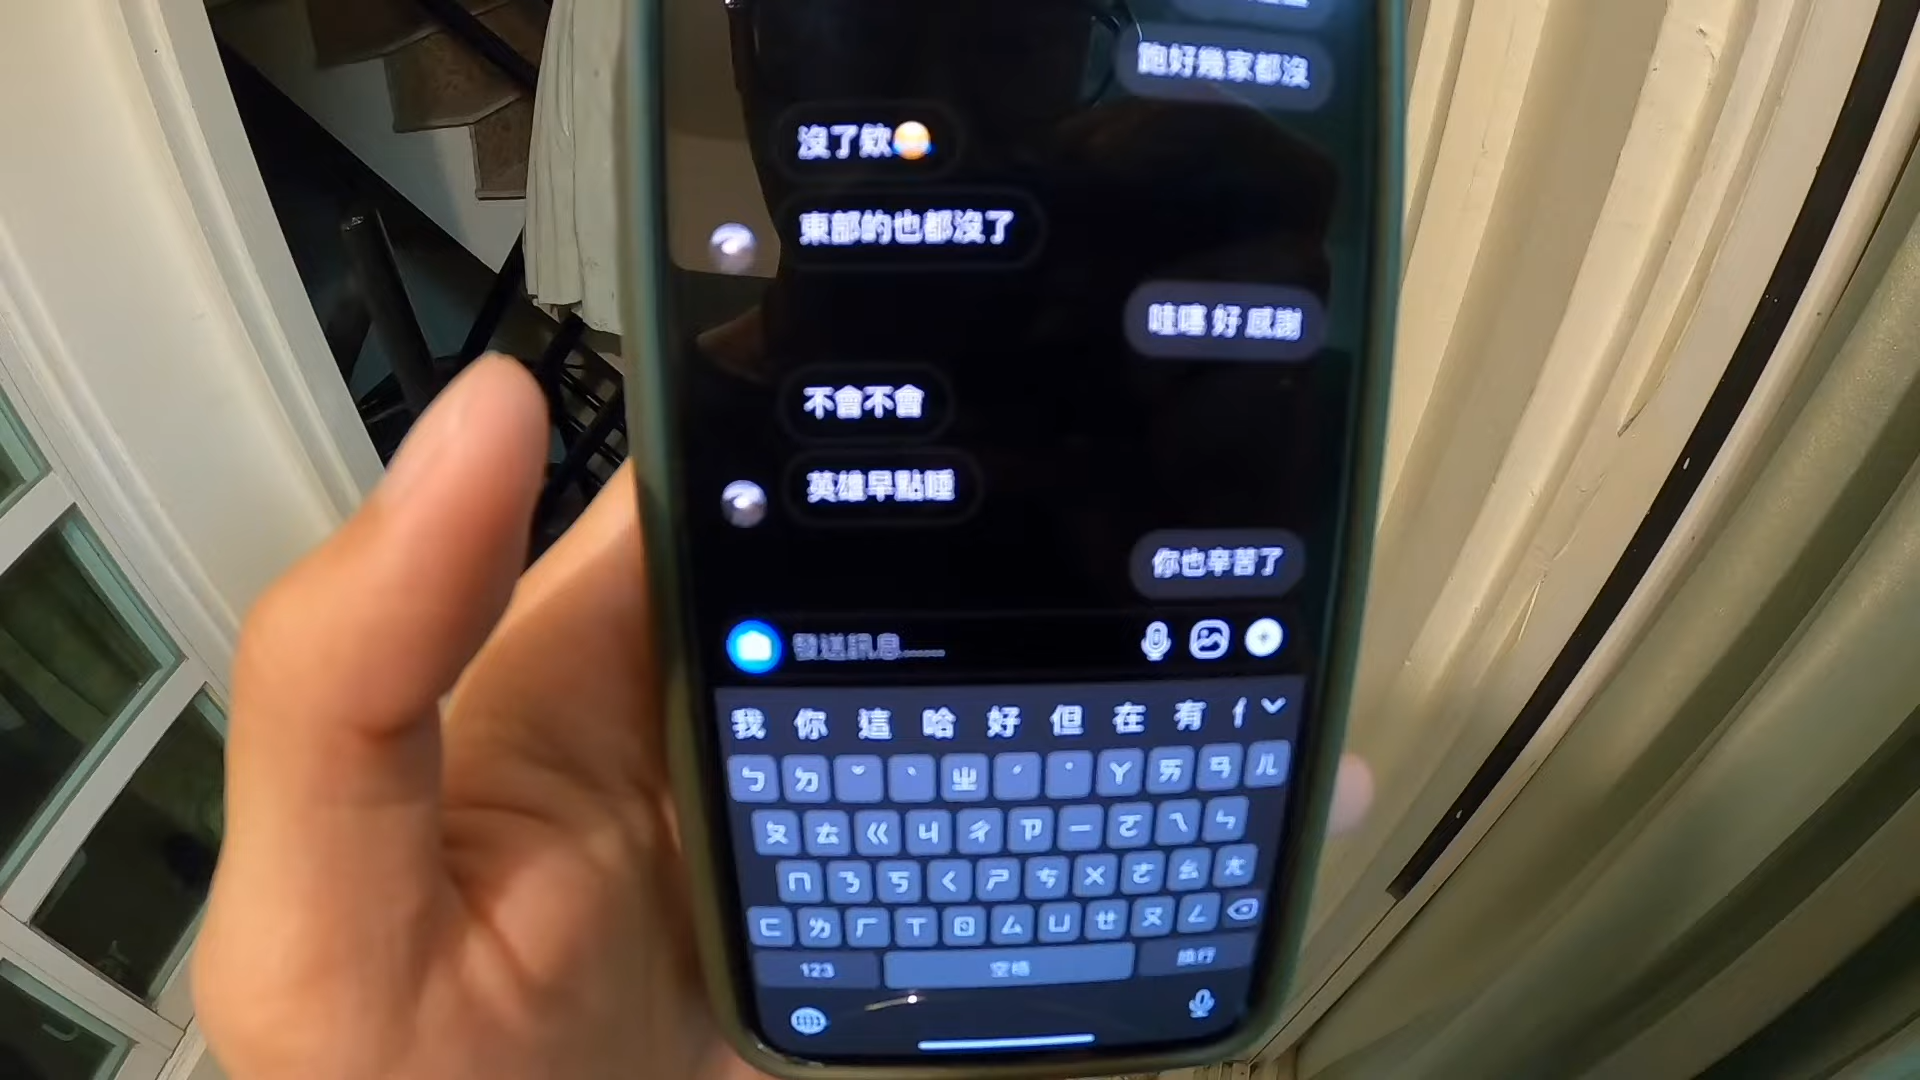 跑好幾家都沒
沒了欸
東部的也都沒了
哇噻 好 感謝
不會不會
英雄早點睡
你也辛苦了
發送訊息......
我 你 這 哈 好 但 在 有
ㄅ ㄉ ˇ ˋ ㄓ ˊ ˙ ㄚ ㄞ ㄢ ㄦ
ㄆ ㄊ ㄍ ㄐ ㄔ ㄗ ㄧ ㄛ ㄟ ㄣ
ㄇ ㄋ ㄎ ㄑ ㄕ ㄘ ㄨ ㄜ ㄠ ㄤ
ㄈ ㄌ ㄏ ㄒ ㄖ ㄙ ㄩ ㄝ ㄡ ㄥ
123 空格 換行